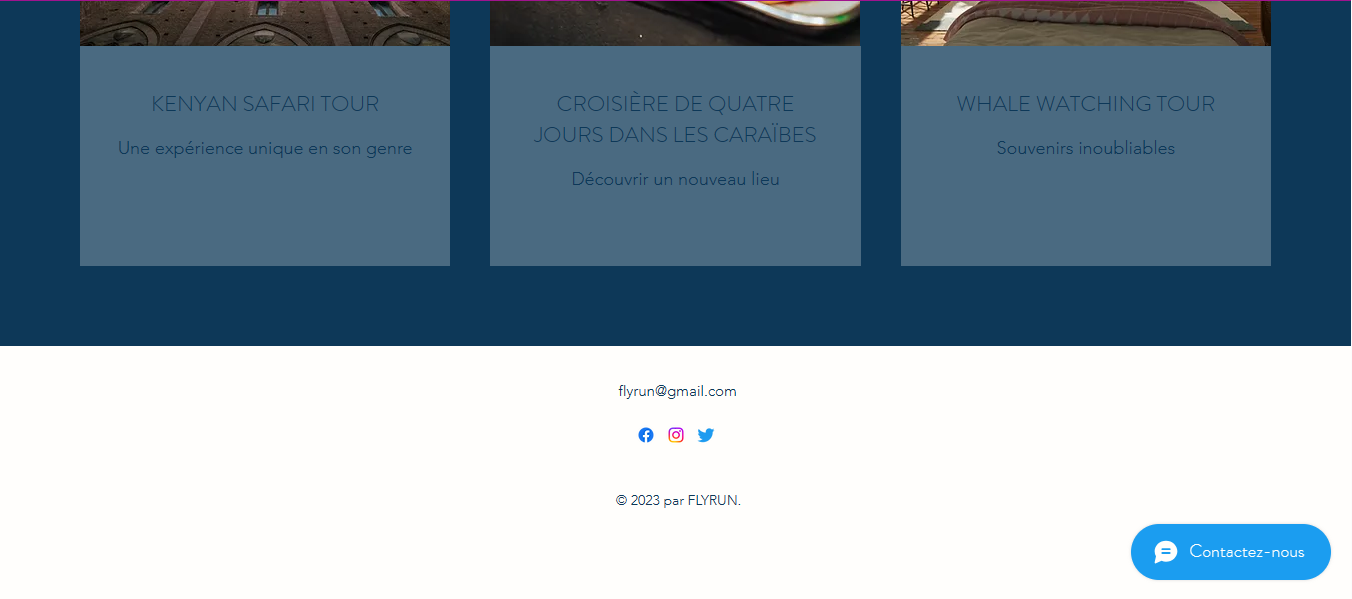 KENYAN SAFARI TOUR
Une expérience unique en son genre
CROISIÈRE DE QUATRE
JOURS DANS LES CARAÏBES
Découvrir un nouveau lieu
WHALE WATCHING TOUR
Souvenirs inoubliables
flyrun@gmail.com
© 2023 par FLYRUN.
Contactez-nous